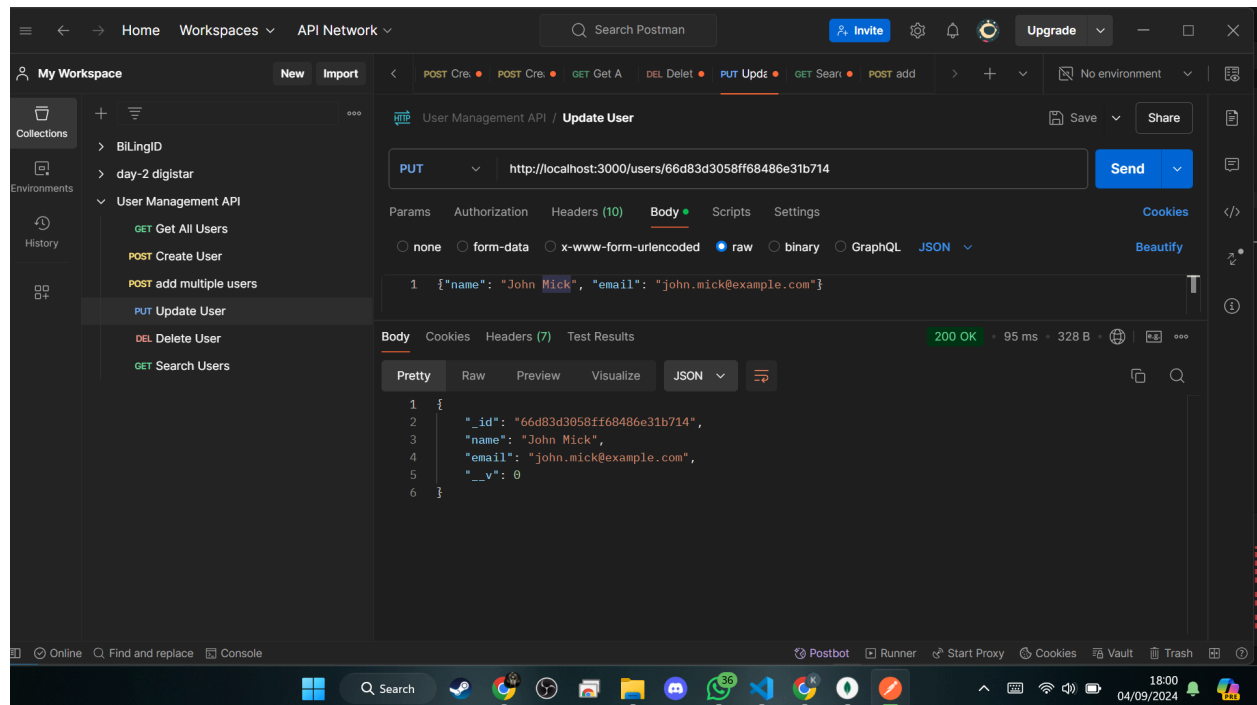 Home Workspaces API Network Search Postman Invite Upgrade
My Workspace New Import POST Cre: POST Cre: GET Get A DEL Delet PUT Upda GET Searc POST add No environment
Collections
Environments
History
BiLingID
day-2 digistar
User Management API
GET Get All Users
POST Create User
POST add multiple users
PUT Update User
DEL Delete User
GET Search Users
HTTP User Management API / Update User Save Share
PUT http://localhost:3000/users/66d83d3058ff68486e31b714 Send
Params Authorization Headers (10) Body Scripts Settings Cookies
none form-data x-www-form-urlencoded raw binary GraphQL JSON Beautify
1 {"name": "John Mick", "email": "john.mick@example.com"}
Body Cookies Headers (7) Test Results 200 OK 95 ms 328 B e.g.
Pretty Raw Preview Visualize JSON
1 {
2 "_id": "66d83d3058ff68486e31b714",
3 "name": "John Mick",
4 "email": "john.mick@example.com",
5 "__v": 0
6 }
Online Find and replace Console Postbot Runner Start Proxy Cookies Vault Trash
Search 36 K 18:00
04/09/2024 PRE